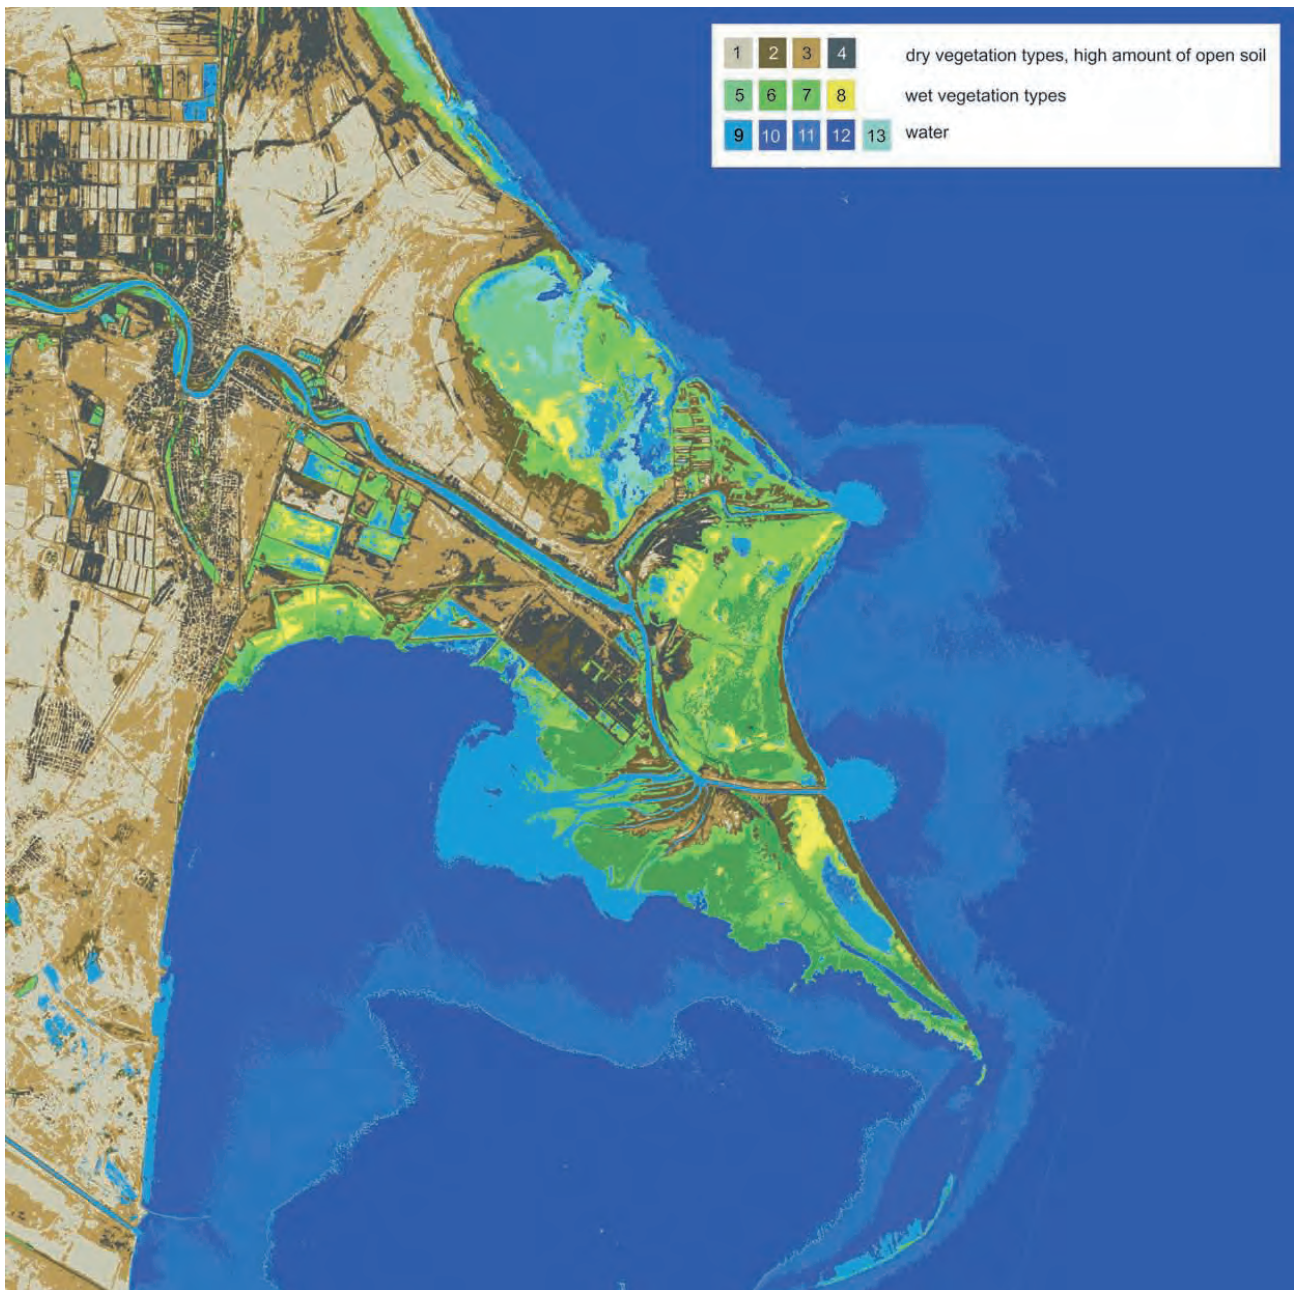 1 2 3 4 dry vegetation types, high amount of open soil
5 6 7 8 wet vegetation types
9 10 11 12 13 water